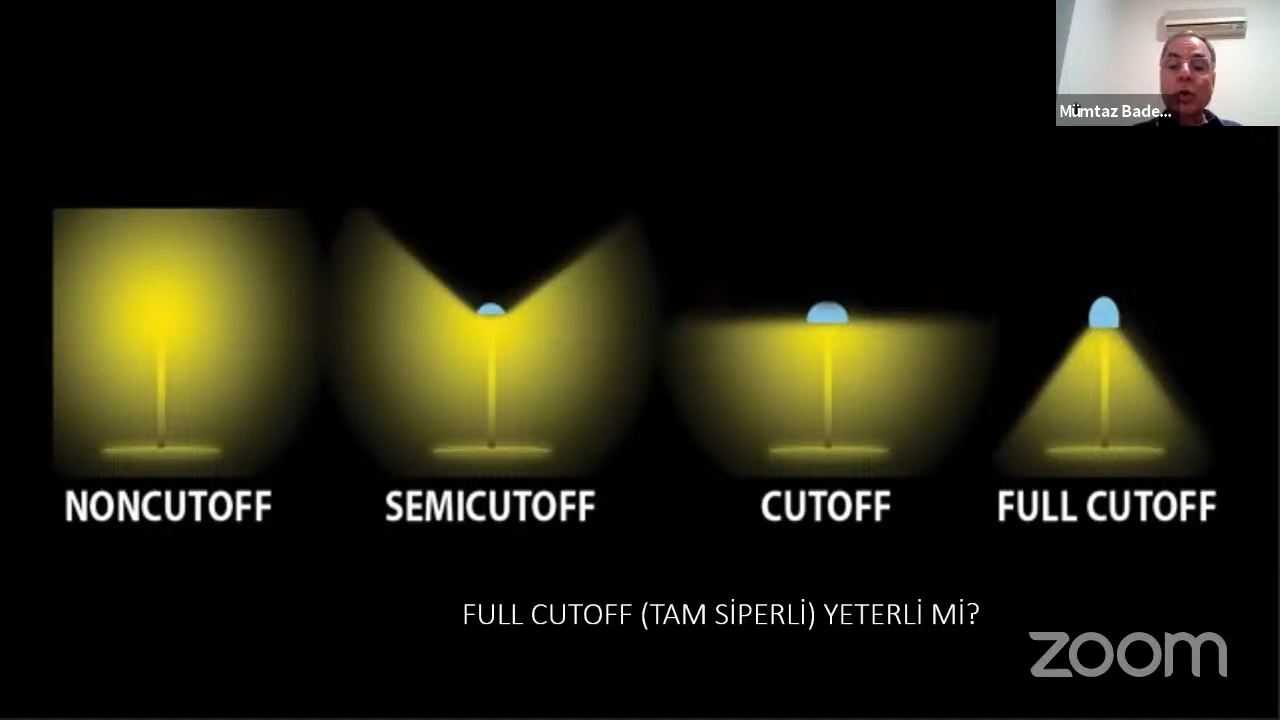 Mümtaz Bade...
NONCUTOFF
SEMICUTOFF
CUTOFF
FULL CUTOFF
FULL CUTOFF (TAM SİPERLİ) YETERLİ Mİ?
zoom